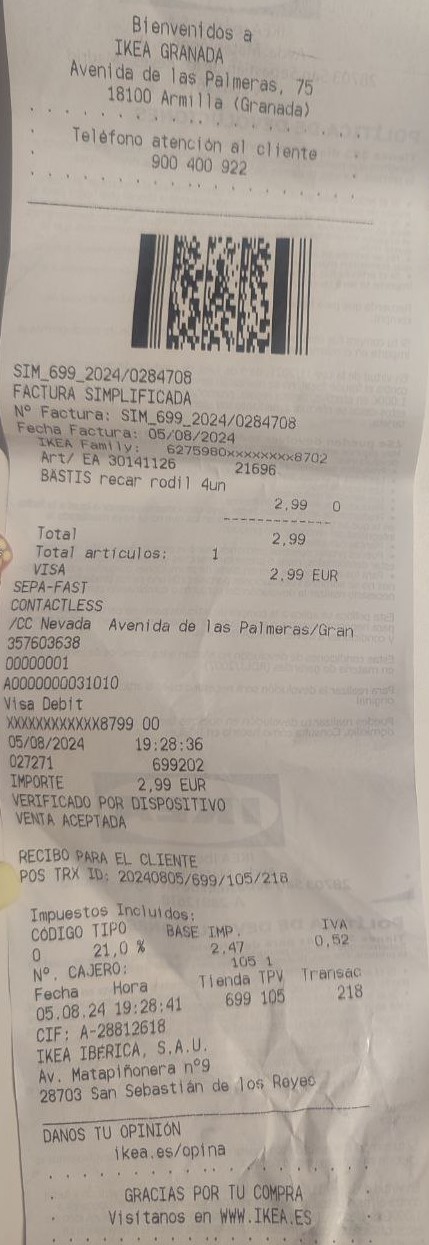 Bienvenidos a
IKEA GRANADA
Avenida de las Palmeras, 75
18100 Armilla (Granada)
Teléfono atención al cliente
900 400 922
SIM_699_2024/0284708
FACTURA SIMPLIFICADA
Nº Factura: SIM_699_2024/0284708
Fecha Factura: 05/08/2024
IKEA Family: 6275980xxxxxxxx8702
Art/ EA 30141126 21696
BÄSTIS recar rodil 4un
2,99 0
------------
Total 2,99
Total artículos: 1
VISA 2,99 EUR
SEPA-FAST
CONTACTLESS
/CC Nevada Avenida de las Palmeras/Gran
357603638
00000001
A0000000031010
Visa Debit
XXXXXXXXXXXX8799 00
05/08/2024 19:28:36
027271 699202
IMPORTE 2,99 EUR
VERIFICADO POR DISPOSITIVO
VENTA ACEPTADA
RECIBO PARA EL CLIENTE
POS TRX ID: 20240805/699/105/218
Impuestos Incluidos:
CÓDIGO TIPO BASE IMP. IVA
0 21,0 % 2,47 0,52
Nº. CAJERO: 105 1
Fecha Hora Tienda TPV Transac
05.08.24 19:28:41 699 105 218
CIF: A-28812618
IKEA IBÉRICA, S.A.U.
Av. Matapiñonera nº9
28703 San Sebastián de los Reyes
DANOS TU OPINIÓN
ikea.es/opina
GRACIAS POR TU COMPRA
Visítanos en WWW.IKEA.ES